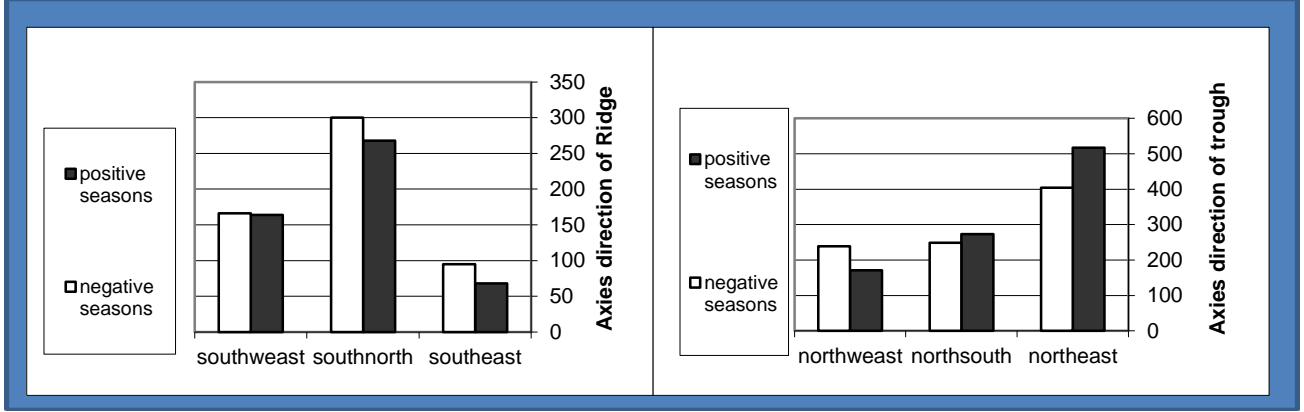 positive
seasons
negative
seasons
350
300
250
200
150
100
50
0
Axies direction of Ridge
southweast southnorth southeast
positive
seasons
negative
seasons
600
500
400
300
200
100
0
Axies direction of trough
northweast northsouth northeast